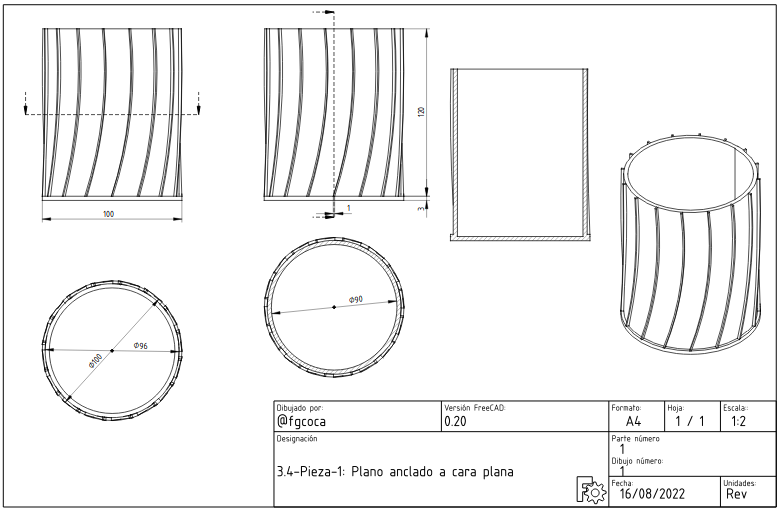 120
100
1
3
Ø90
Ø96
Ø100
Dibujado por:
@fgcoca
Versión FreeCAD:
0.20
Formato:
A4
Hoja:
1 / 1
Escala:
1:2
Designación
3.4-Pieza-1: Plano anclado a cara plana
Parte número
1
Dibujo número:
1
Fecha:
16/08/2022
Unidades:
Rev